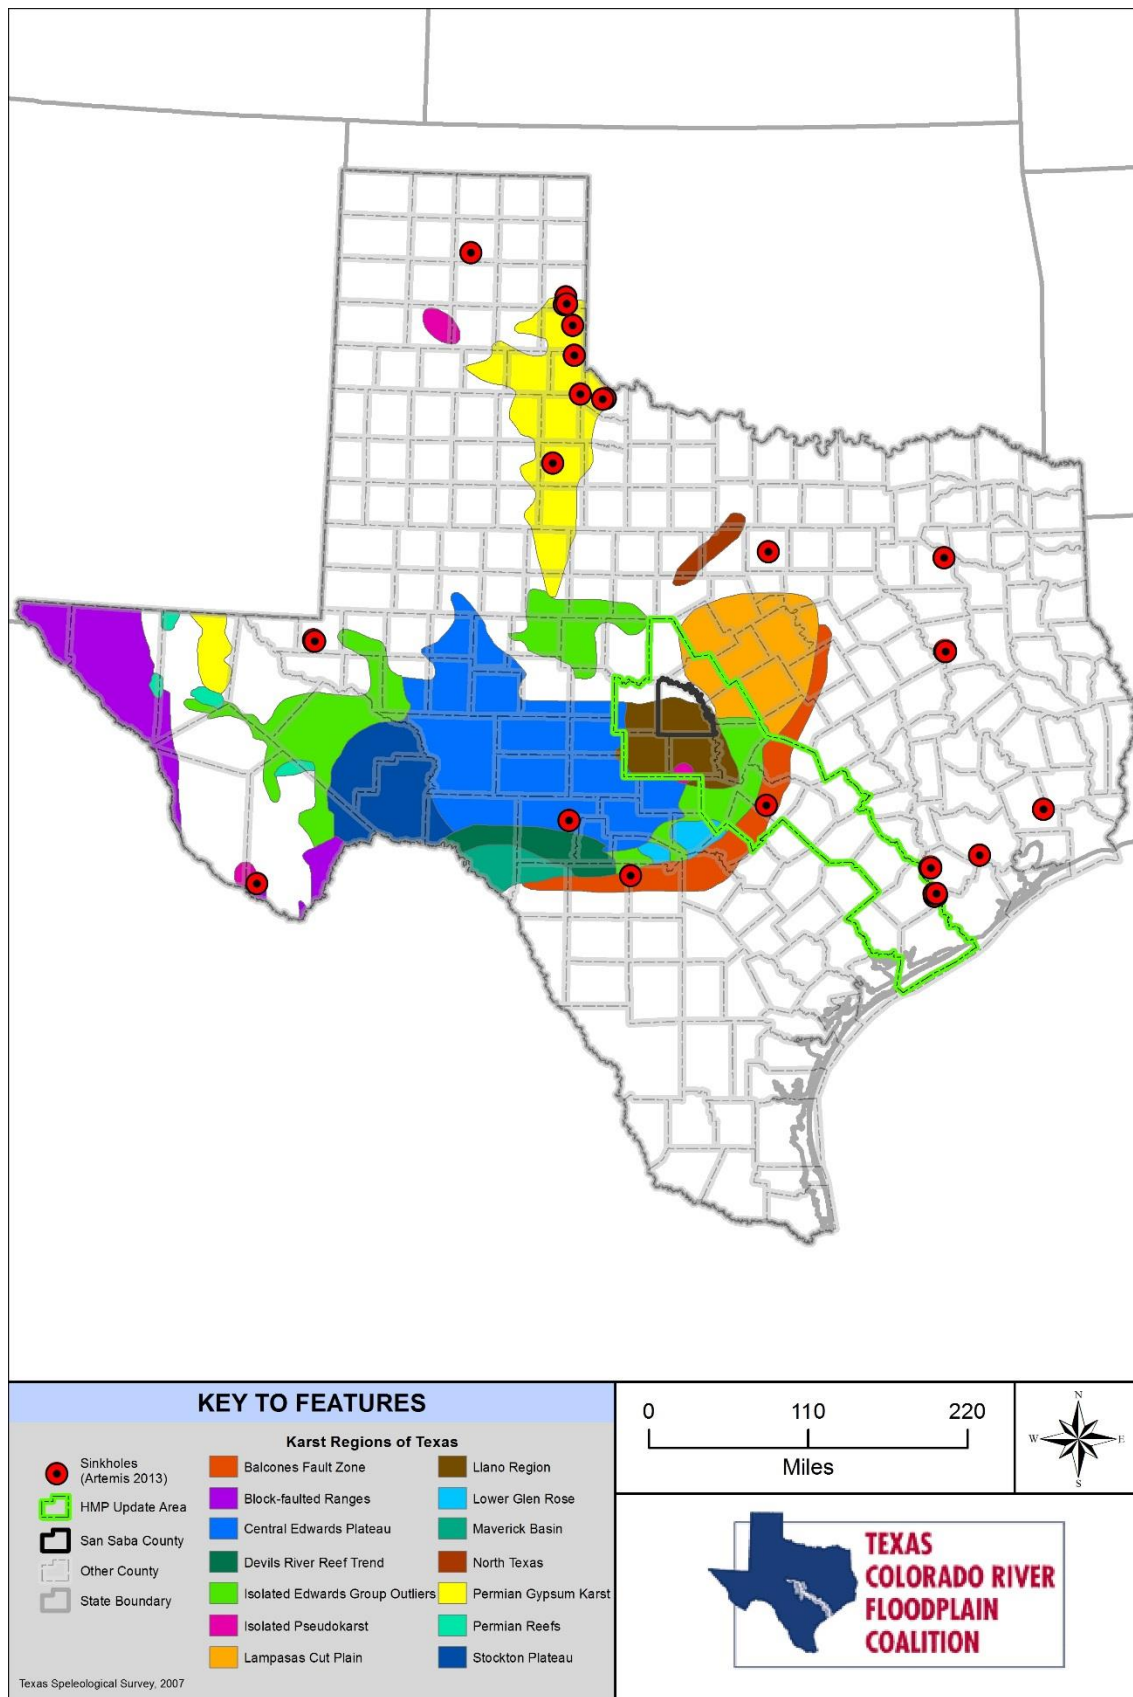 KEY TO FEATURES
Karst Regions of Texas
Sinkholes
(Artemis 2013)
HMP Update Area
San Saba County
Other County
State Boundary
Balcones Fault Zone
Block-faulted Ranges
Central Edwards Plateau
Devils River Reef Trend
Isolated Edwards Group Outliers
Isolated Pseudokarst
Lampasas Cut Plain
Llano Region
Lower Glen Rose
Maverick Basin
North Texas
Permian Gypsum Karst
Permian Reefs
Stockton Plateau
Texas Speleological Survey, 2007
0 110 220
Miles
N
W E
S
TEXAS
COLORADO RIVER
FLOODPLAIN
COALITION